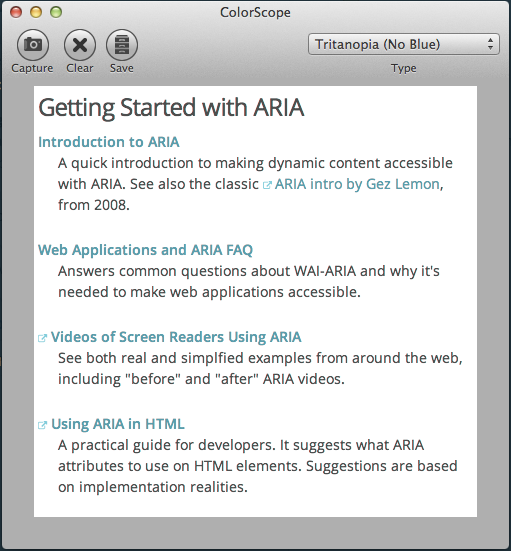 ColorScope
Tritanopia (No Blue)
Capture Clear Save Type
Getting Started with ARIA
Introduction to ARIA
A quick introduction to making dynamic content accessible
with ARIA. See also the classic ARIA intro by Gez Lemon,
from 2008.
Web Applications and ARIA FAQ
Answers common questions about WAI-ARIA and why it's
needed to make web applications accessible.
Videos of Screen Readers Using ARIA
See both real and simplfied examples from around the web,
including "before" and "after" ARIA videos.
Using ARIA in HTML
A practical guide for developers. It suggests what ARIA
attributes to use on HTML elements. Suggestions are based
on implementation realities.